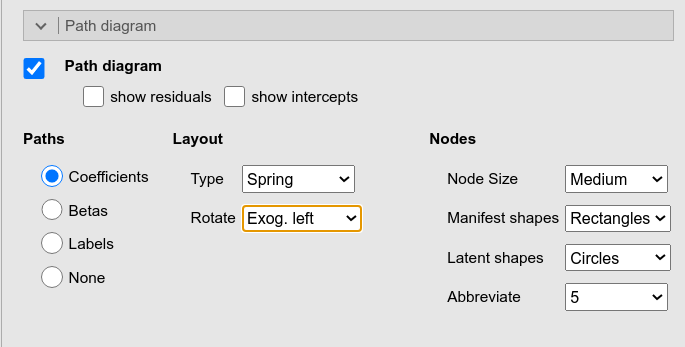 Path diagram
Path diagram
show residuals show intercepts
Paths Layout Nodes
Coefficients Type Spring Node Size Medium
Betas Rotate Exog. left Manifest shapes Rectangles
Labels Latent shapes Circles
None Abbreviate 5